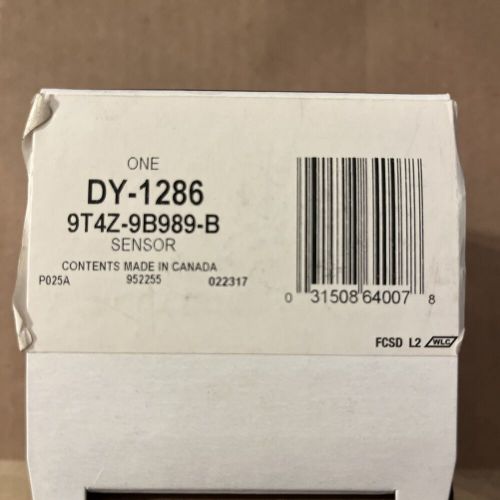 ONE
DY-1286
9T4Z-9B989-B
SENSOR
CONTENTS MADE IN CANADA
P025A 952255 022317
0 31508 64007 8
FCSD L2 WLC